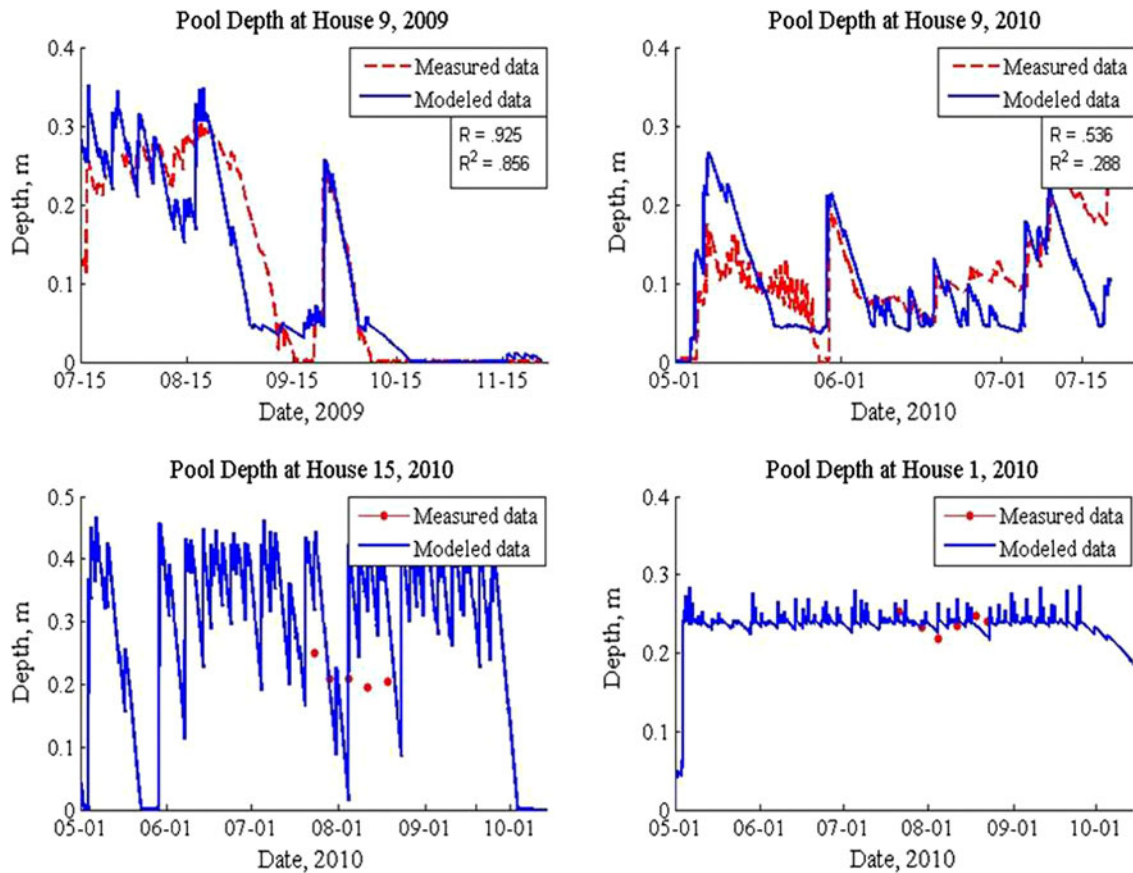 Pool Depth at House 9, 2009
0.4
0.3
0.2
0.1
0
Depth, m
Measured data
Modeled data
R = .925
R² = .856
07-15 08-15 09-15 10-15 11-15
Date, 2009
Pool Depth at House 9, 2010
0.4
0.3
0.2
0.1
0
Depth, m
Measured data
Modeled data
R = .536
R² = .288
05-01 06-01 07-01 07-15
Date, 2010
Pool Depth at House 15, 2010
0.5
0.4
0.3
0.2
0.1
0
Depth, m
Measured data
Modeled data
05-01 06-01 07-01 08-01 09-01 10-01
Date, 2010
Pool Depth at House 1, 2010
0.4
0.3
0.2
0.1
0
Depth, m
Measured data
Modeled data
05-01 06-01 07-01 08-01 09-01 10-01
Date, 2010